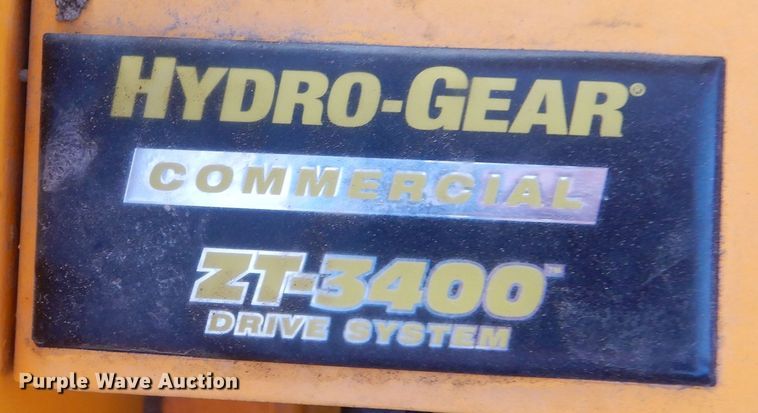 HYDRO-GEAR®
COMMERCIAL
ZT-3400™
DRIVE SYSTEM
Purple Wave Auction